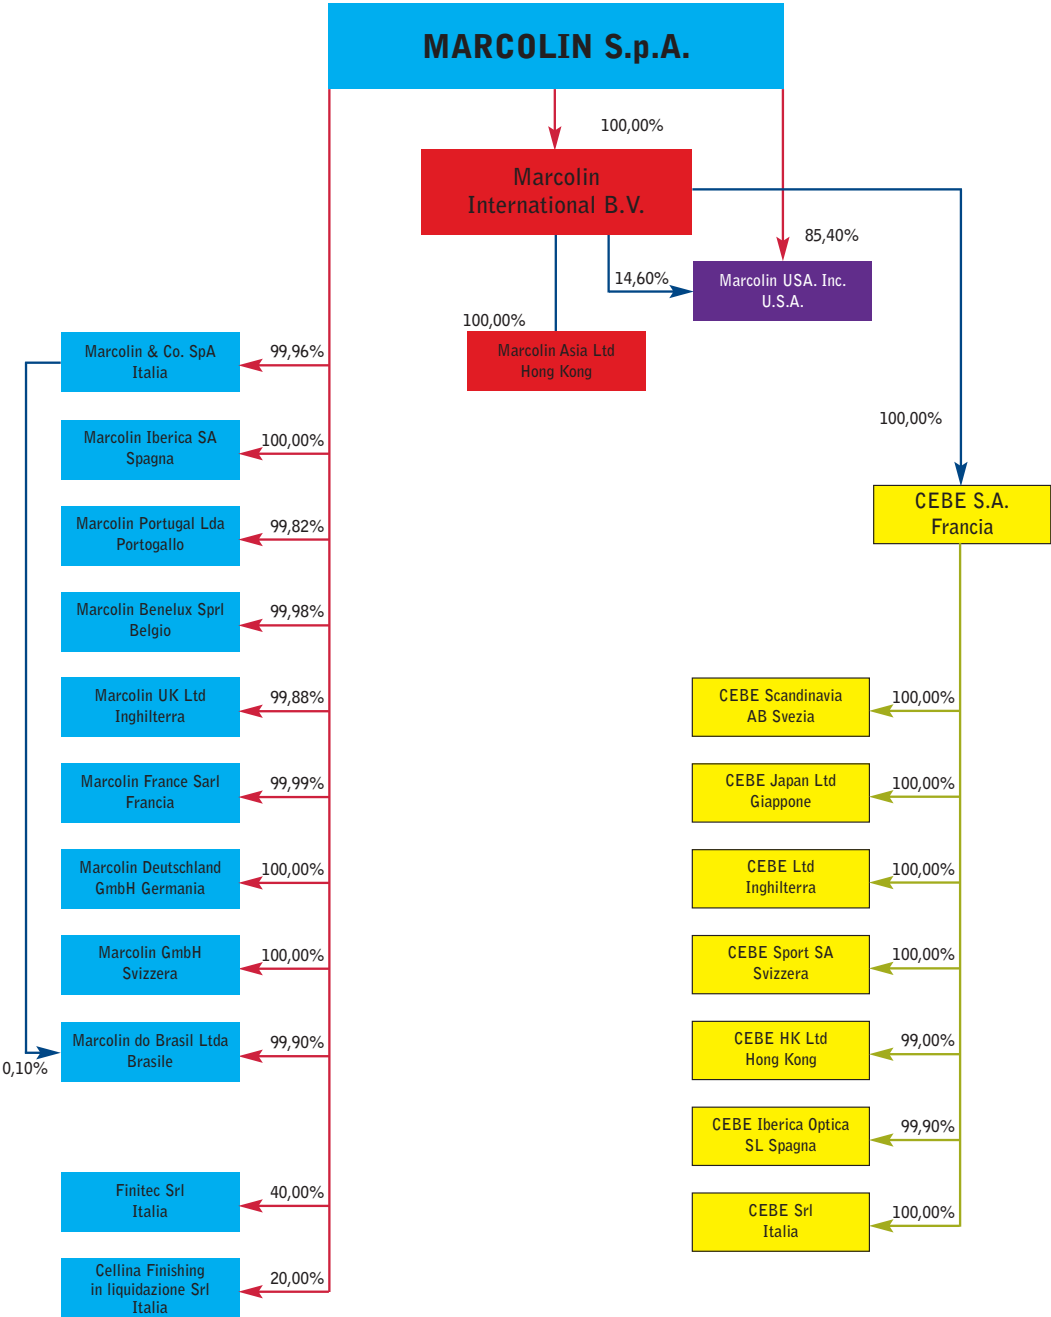 MARCOLIN S.p.A.
100,00%
Marcolin
International B.V.
85,40%
14,60%
Marcolin USA. Inc.
U.S.A.
100,00%
Marcolin Asia Ltd
Hong Kong
Marcolin & Co. SpA
Italia
99,96%
100,00%
Marcolin Iberica SA
Spagna
100,00%
CEBE S.A.
Francia
Marcolin Portugal Lda
Portogallo
99,82%
Marcolin Benelux Sprl
Belgio
99,98%
Marcolin UK Ltd
Inghilterra
99,88%
CEBE Scandinavia
AB Svezia
100,00%
Marcolin France Sarl
Francia
99,99%
CEBE Japan Ltd
Giappone
100,00%
Marcolin Deutschland
GmbH Germania
100,00%
CEBE Ltd
Inghilterra
100,00%
Marcolin GmbH
Svizzera
100,00%
CEBE Sport SA
Svizzera
100,00%
Marcolin do Brasil Ltda
Brasile
99,90%
0,10%
CEBE HK Ltd
Hong Kong
99,00%
CEBE Iberica Optica
SL Spagna
99,90%
Finitec Srl
Italia
40,00%
CEBE Srl
Italia
100,00%
Cellina Finishing
in liquidazione Srl
Italia
20,00%